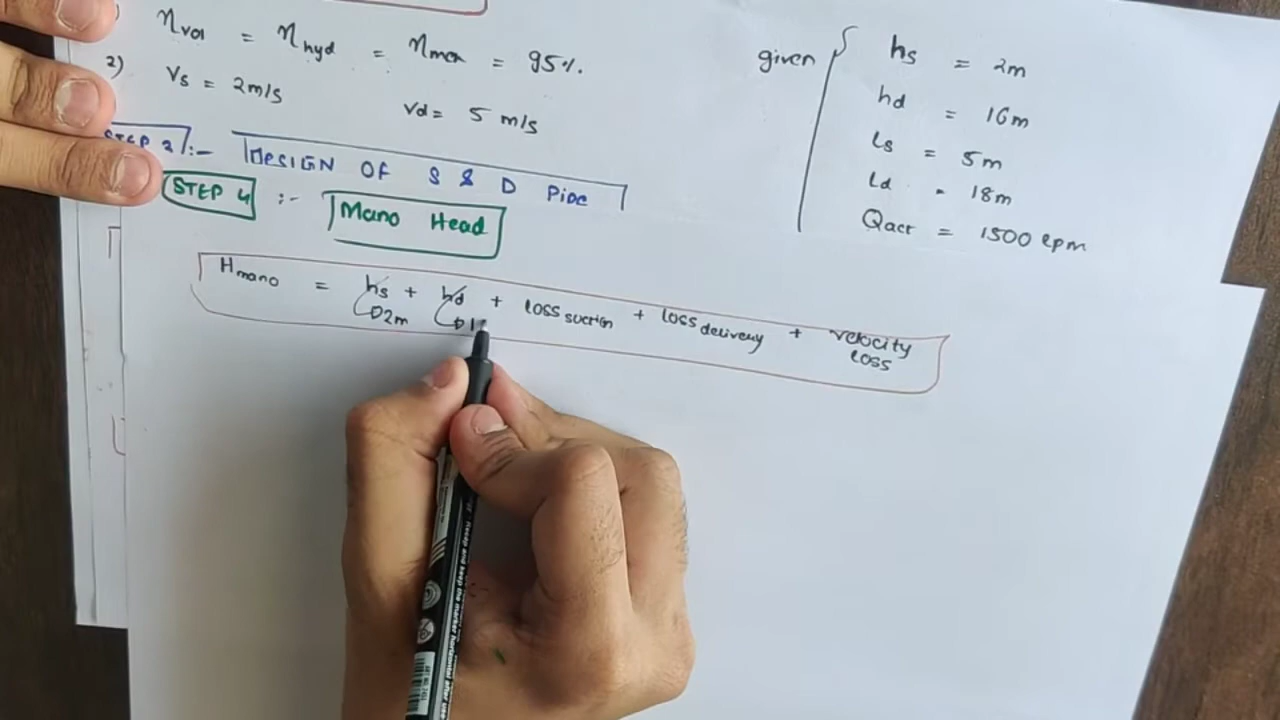 ηvol = ηhyd = ηmcn = 95%.
2) Vs = 2m/s Vd = 5 m/s
given { hs = 2m
hd = 16m
Ls = 5m
Ld = 18m
Qact = 1500 lpm
STEP 2/:- DESIGN OF S & D Pipe
STEP 4 :- Mano Head
Hmano = hs + hd + loss suction + loss delivery + velocity loss
2m